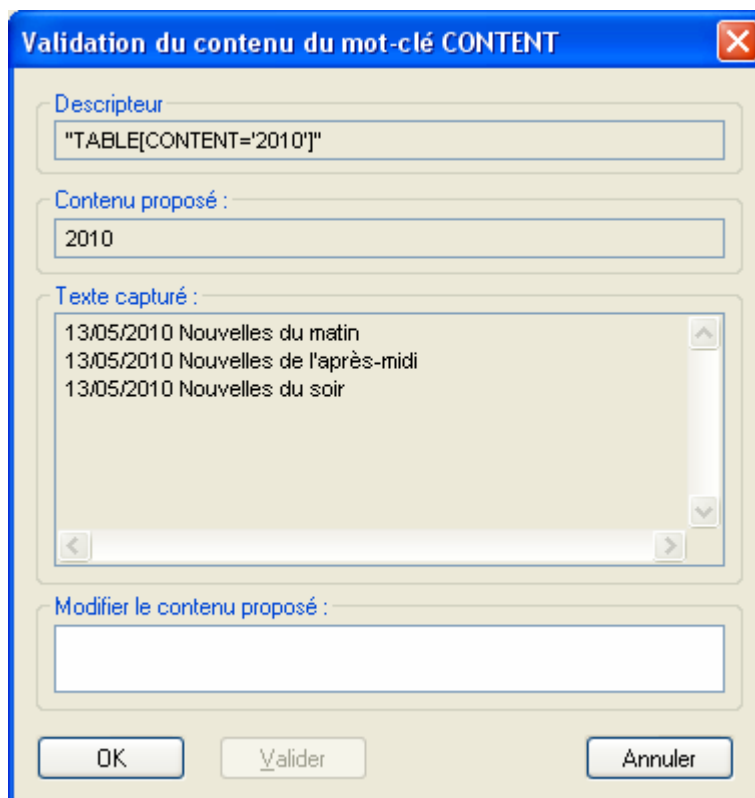 Validation du contenu du mot-clé CONTENT
Descripteur
"TABLE[CONTENT='2010']"
Contenu proposé :
2010
Texte capturé :
13/05/2010 Nouvelles du matin
13/05/2010 Nouvelles de l'après-midi
13/05/2010 Nouvelles du soir
Modifier le contenu proposé :
OK Valider Annuler